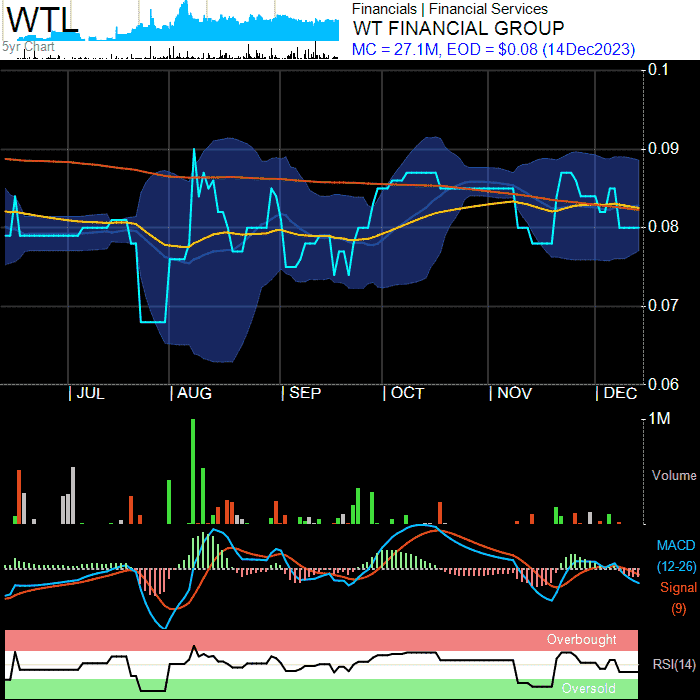 WTL
5yr Chart
Financials | Financial Services
WT FINANCIAL GROUP
MC = 27.1M, EOD = $0.08 (14Dec2023)
0.1
0.09
0.08
0.07
0.06
JUL AUG SEP OCT NOV DEC
1M
Volume
MACD
(12-26)
Signal
(9)
Overbought
RSI(14)
Oversold